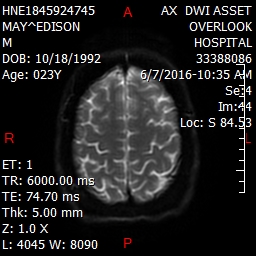 HNE1845924745
MAY^EDISON
M
DOB: 10/18/1992
Age: 023Y
A
AX DWI ASSET
OVERLOOK
HOSPITAL
33388086
6/7/2016-10:35 AM
Se:4
Im:44
Loc: S 84.53
R
L
ET: 1
TR: 6000.00 ms
TE: 74.70 ms
Thk: 5.00 mm
Z: 1.0 X
L: 4045 W: 8090
P